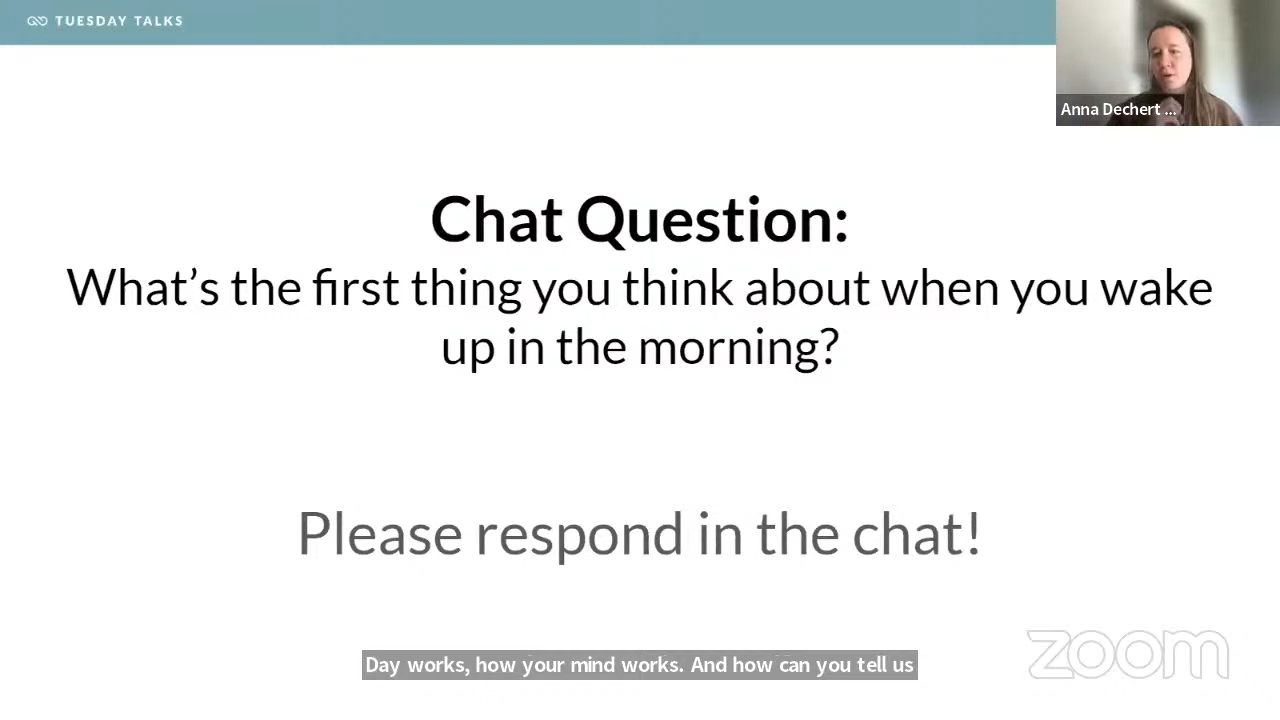 TUESDAY TALKS
Anna Dechert ...
Chat Question:
What’s the first thing you think about when you wake
up in the morning?
Please respond in the chat!
zoom
Day works, how your mind works. And how can you tell us